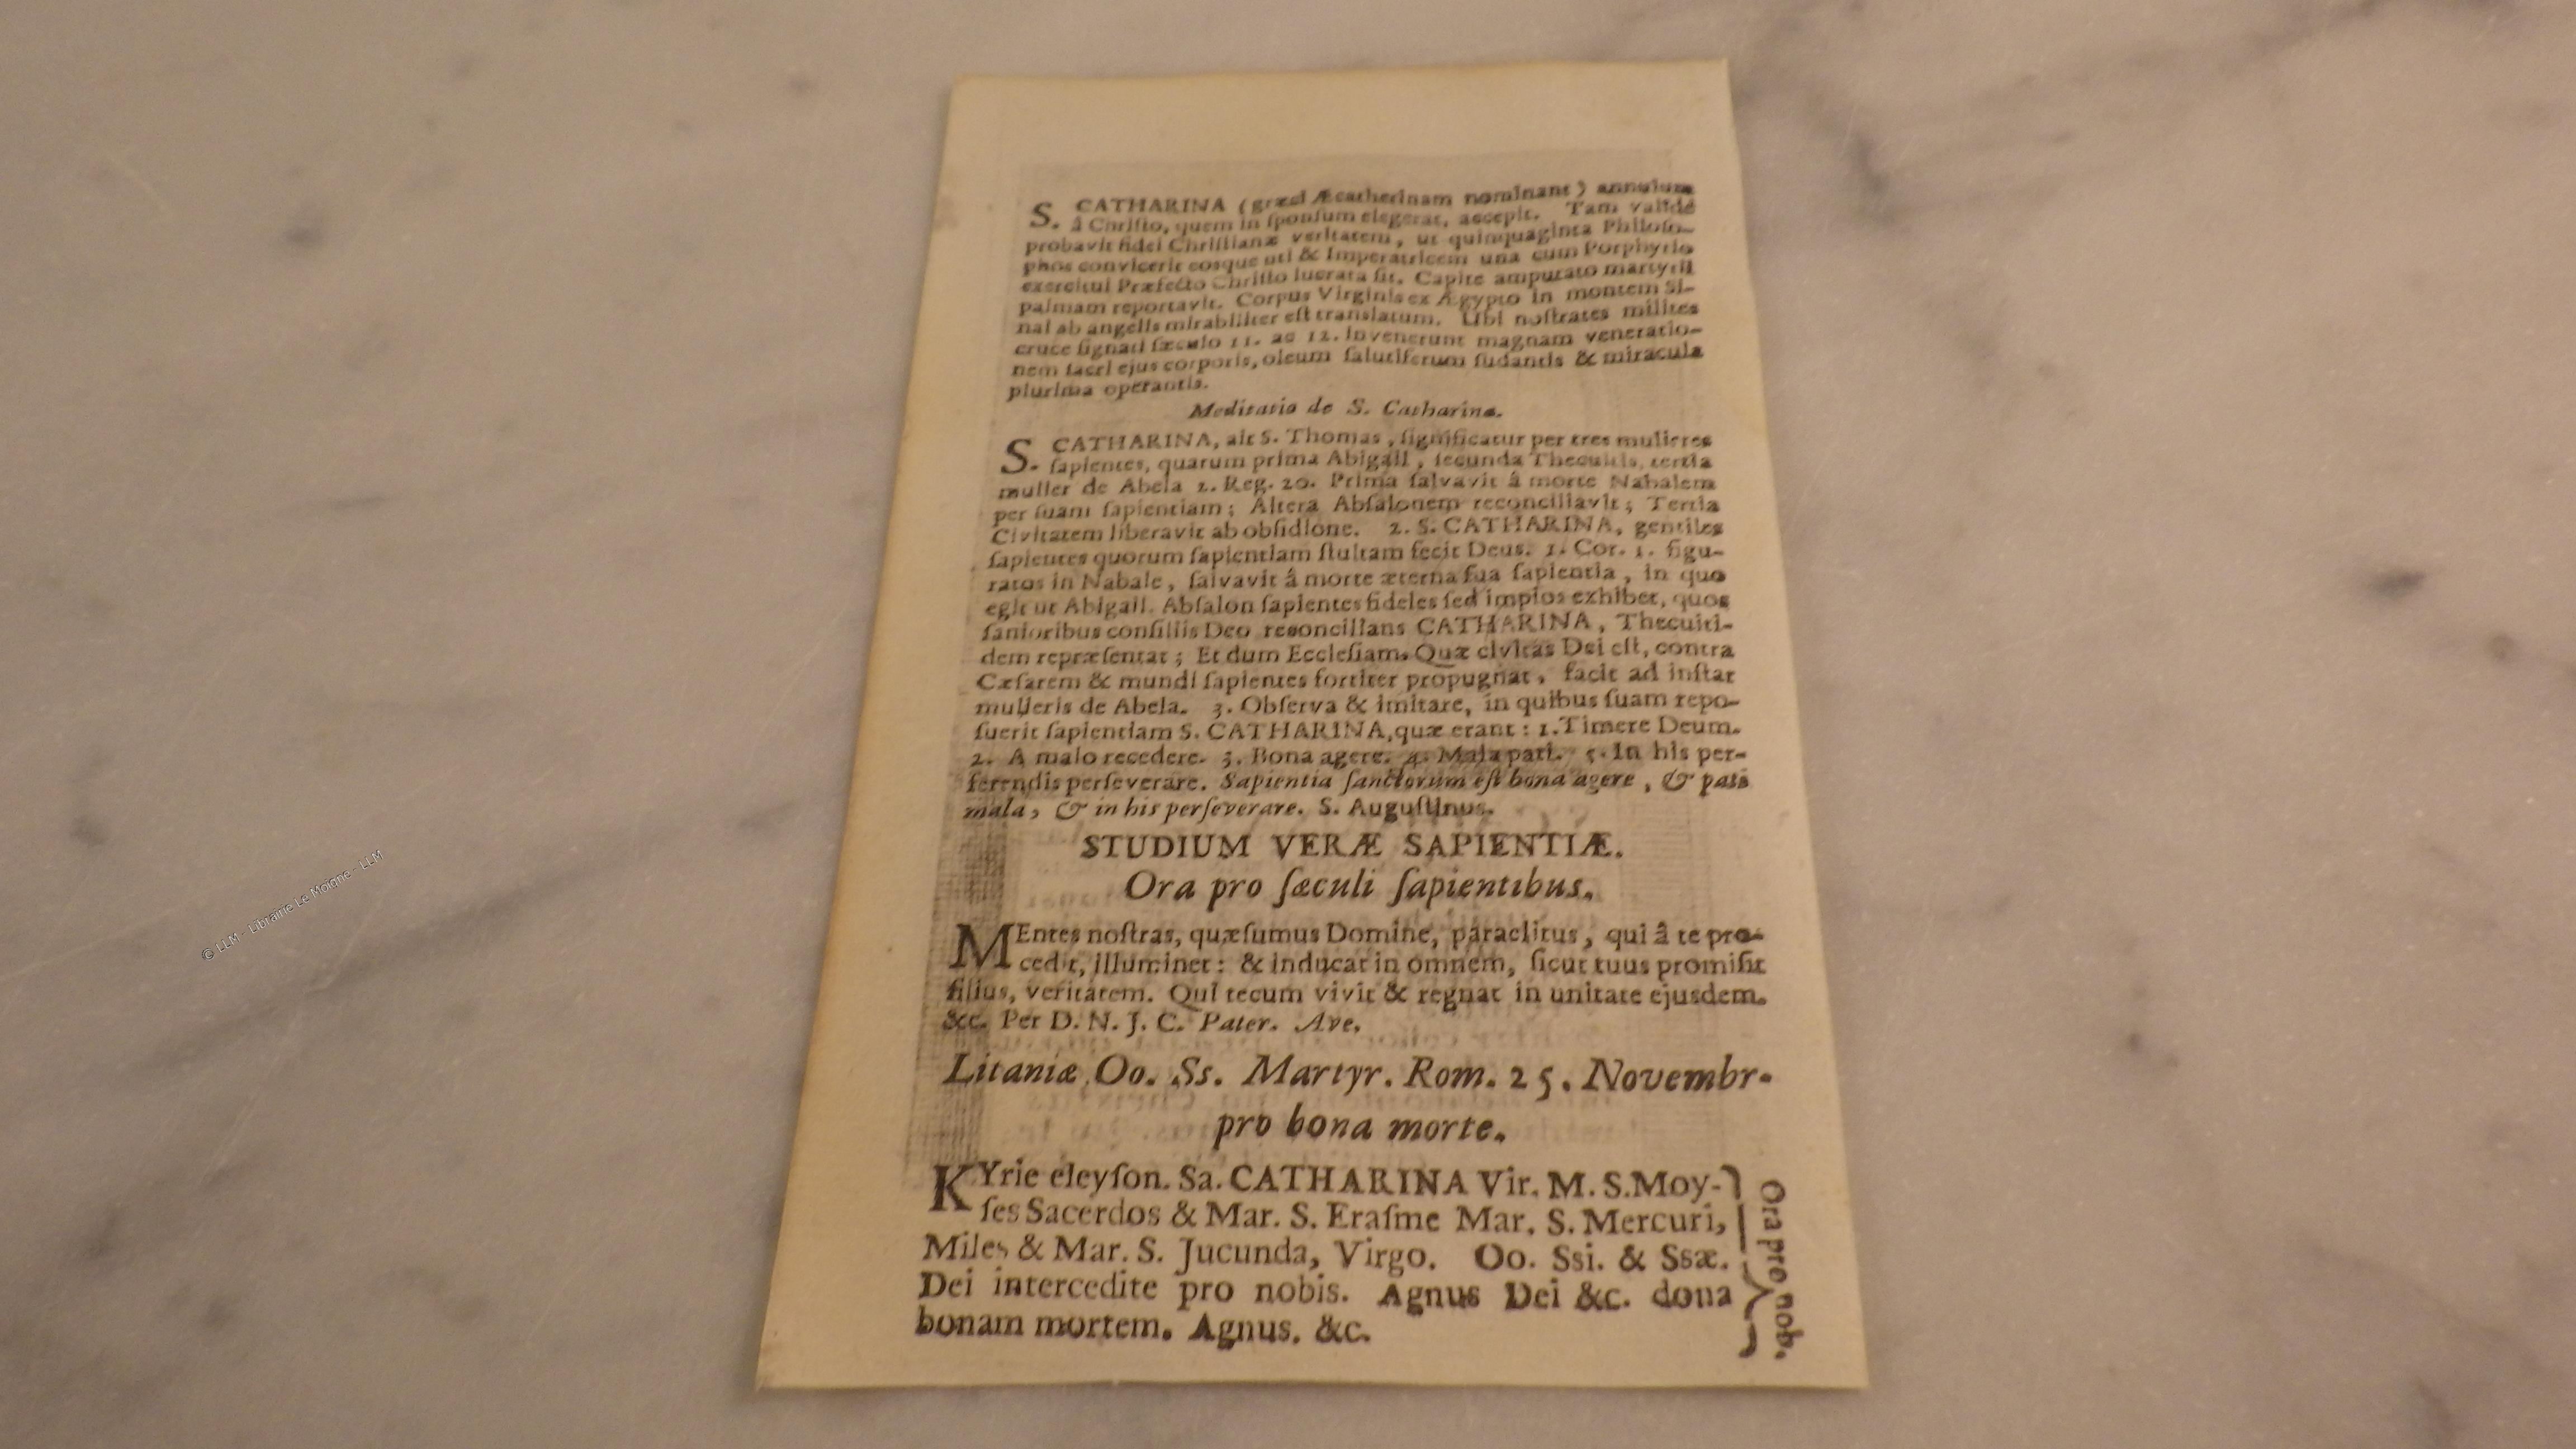 S. CATHARINA (græci Æcatherinam nominant) annulum
â Chriſto, quem in ſponſum elegerat, accepit. Tam validè
probavit fidei Chriſtianæ veritatem, ut quinquaginta Philoſo-
phos convicerit eosque uti & Imperatricem una cum Porphyrio
exercitui Præfecto Chriſto lucrata ſit. Capite amputato martyrii
palmam reportavit. Corpus Virginis ex Ægypto in montem Si-
nai ab angelis mirabiliter eſt translatum. Ubi noſtrates milites
cruce ſignati ſæculo 11. ac 12. invenerunt magnam veneratio-
nem ſacri ejus corporis, oleum ſalutiferum ſudantis & miracula
plurima operantis.
Meditatio de S. Catharina.
S. CATHARINA, ait S. Thomas, ſignificatur per tres mulieres
ſapientes, quarum prima Abigail, ſecunda Thecuitis, tertia
mulier de Abela 2. Reg. 20. Prima ſalvavit â morte Nabalem
per ſuam ſapientiam; Altera Abſalonem reconciliavit; Tertia
Civitatem liberavit ab obſidione. 2. S. CATHARINA, gentiles
ſapientes quorum ſapientiam ſtultam fecit Deus. 1. Cor. 1. figu-
ratos in Nabale, ſalvavit â morte æterna ſua ſapientia, in quo
egit ut Abigail. Abſalon ſapientes fideles ſed impios exhibet, quos
ſanioribus conſiliis Deo reconcilians CATHARINA, Thecuiti-
dem repræſentat; Et dum Eccleſiam. Quæ civitas Dei eſt, contra
Cæſarem & mundi ſapientes fortiter propugnat, facit ad inſtar
mulieris de Abela. 3. Obſerva & imitare, in quibus ſuam repo-
ſuerit ſapientiam S. CATHARINA, quæ erant: 1. Timere Deum.
2. A malo recedere. 3. Bona agere. 4. Mala pati. 5. In his per-
ferendis perſeverare. Sapientia ſanctorum eſt bona agere, & pati
mala, & in his perſeverare. S. Auguſtinus.
STUDIUM VERÆ SAPIENTIÆ.
Ora pro ſæculi ſapientibus.
MEntes noſtras, quæſumus Domine, paraclitus, qui â te pro-
cedit, illuminet: & inducat in omnem, ſicut tuus promiſit
filius, veritatem. Qui tecum vivit & regnat in unitate ejusdem.
&c. Per D. N. J. C. Pater. Ave.
Litaniæ Oo. Ss. Martyr. Rom. 25. Novembr.
pro bona morte.
KYrie eleyſon. Sa. CATHARINA Vir. M. S. Moy-
ſes Sacerdos & Mar. S. Eraſme Mar. S. Mercuri,
Miles & Mar. S. Jucunda, Virgo. Oo. Ssi. & Ssæ.
Dei intercedite pro nobis. Agnus Dei &c. dona
bonam mortem. Agnus. &c.
Ora pro nob.
© LLM - Librairie Le Moigne - LLM